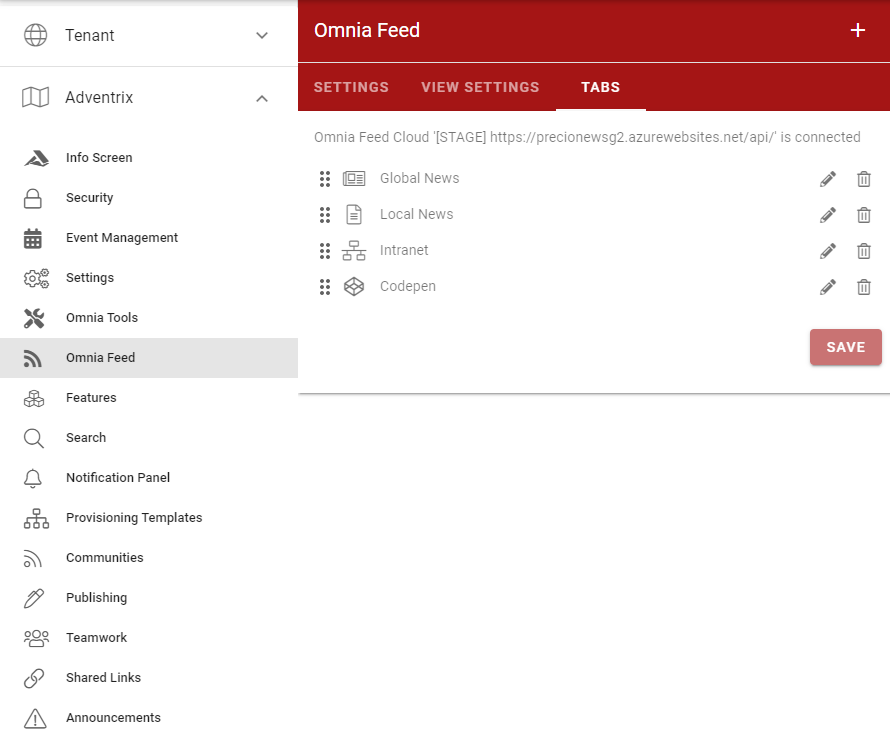 Tenant
Adventrix
Info Screen
Security
Event Management
Settings
Omnia Tools
Omnia Feed
Features
Search
Notification Panel
Provisioning Templates
Communities
Publishing
Teamwork
Shared Links
Announcements
Omnia Feed
SETTINGS VIEW SETTINGS TABS
Omnia Feed Cloud '[STAGE] https://precionewsg2.azurewebsites.net/api/' is connected
Global News
Local News
Intranet
Codepen
SAVE